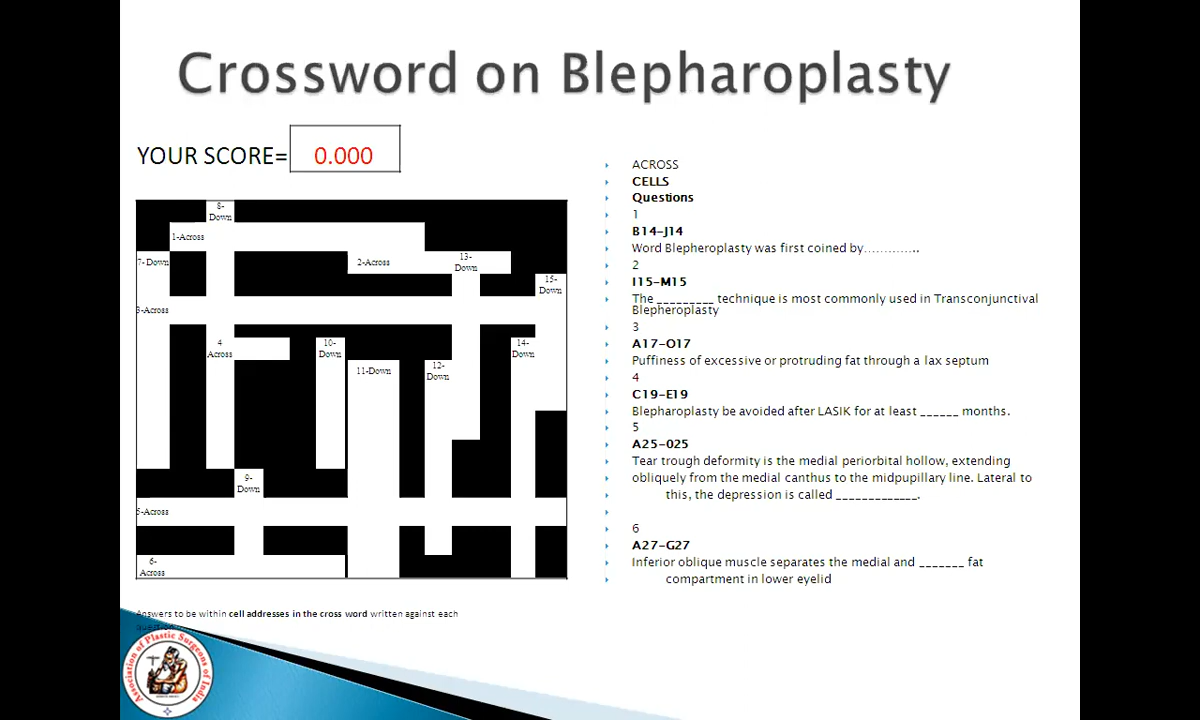 Crossword on Blepharoplasty
YOUR SCORE=
0.000
8-
Down
1-Across
7- Down
2-Across
13-
Down
15-
Down
3-Across
4
Across
10-
Down
14-
Down
11-Down
12-
Down
9-
Down
5-Across
6-
Across
Answers to be within cell addresses in the cross word written against each
question
ACROSS
CELLS
Questions
1
B14-J14
Word Blepheroplasty was first coined by.............
2
I15-M15
The _________ technique is most commonly used in Transconjunctival
Blepheroplasty
3
A17-O17
Puffiness of excessive or protruding fat through a lax septum
4
C19-E19
Blepharoplasty be avoided after LASIK for at least ______ months.
5
A25-025
Tear trough deformity is the medial periorbital hollow, extending
obliquely from the medial canthus to the midpupillary line. Lateral to
this, the depression is called _____________.
6
A27-G27
Inferior oblique muscle separates the medial and _______ fat
compartment in lower eyelid
Association of Plastic Surgeons of India